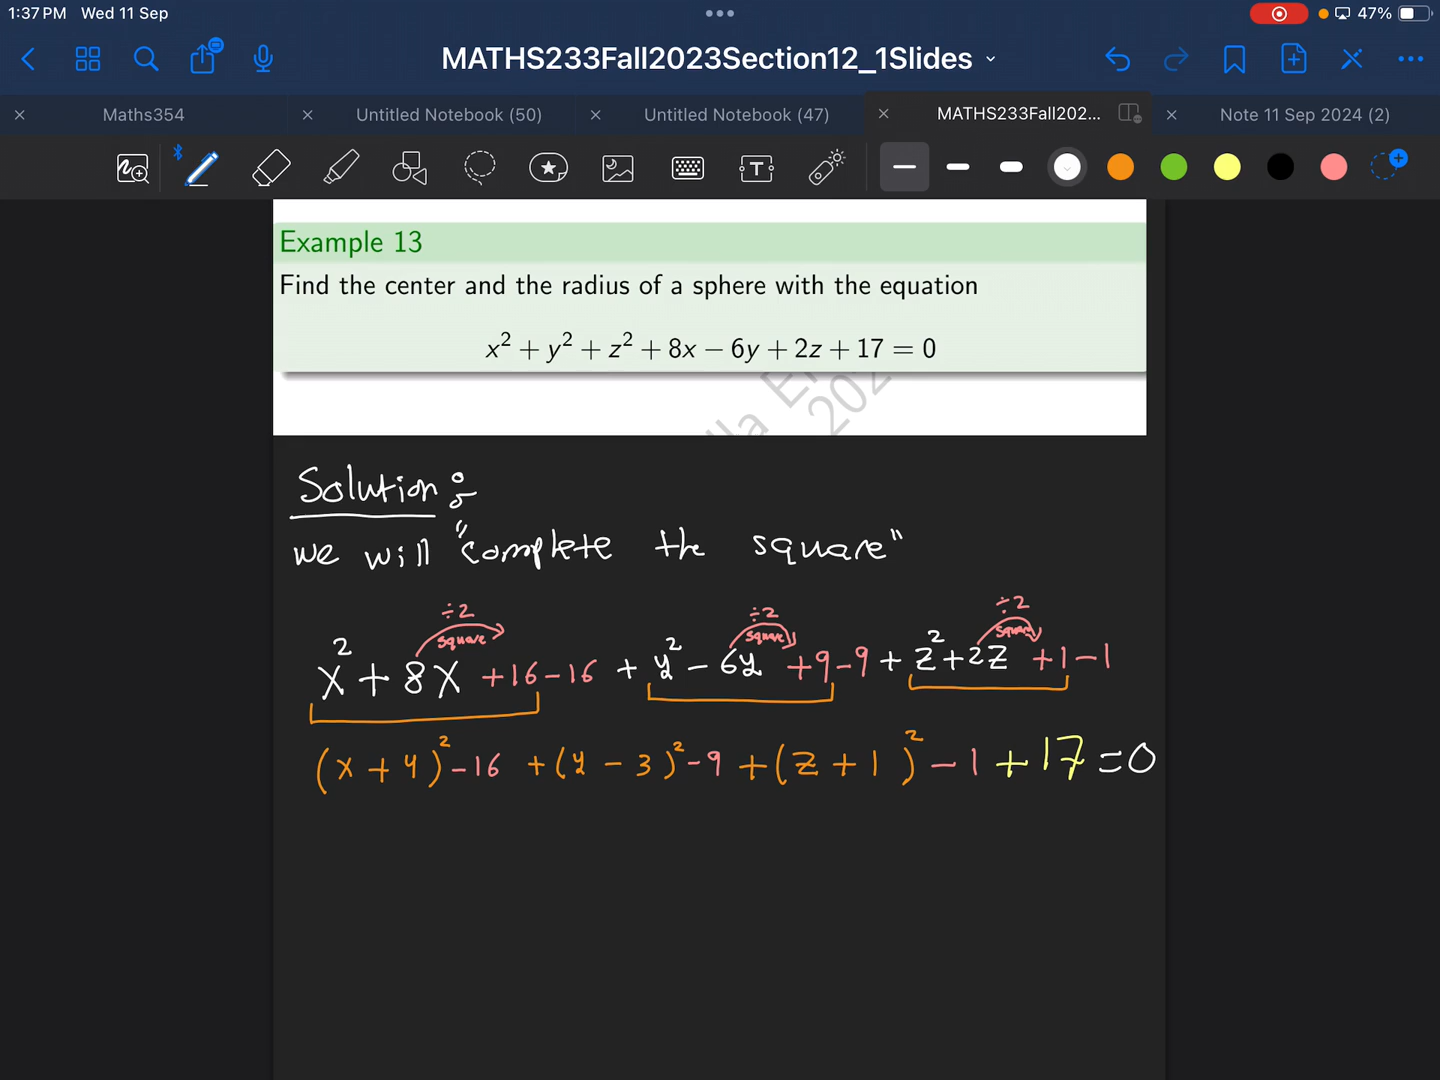 1:37 PM Wed 11 Sep
47%
MATHS233Fall2023Section12_1Slides
Maths354
Untitled Notebook (50)
Untitled Notebook (47)
MATHS233Fall202...
Note 11 Sep 2024 (2)
Example 13
Find the center and the radius of a sphere with the equation
x² + y² + z² + 8x − 6y + 2z + 17 = 0
202
Solution:
we will "complete the square"
÷2 ÷2 ÷2
square square square
x² + 8x +16 −16 + y² − 6y +9 −9 + z² + 2z +1 −1
(x + 4)² −16 + (y − 3)² −9 + (z + 1)² −1 + 17 = 0